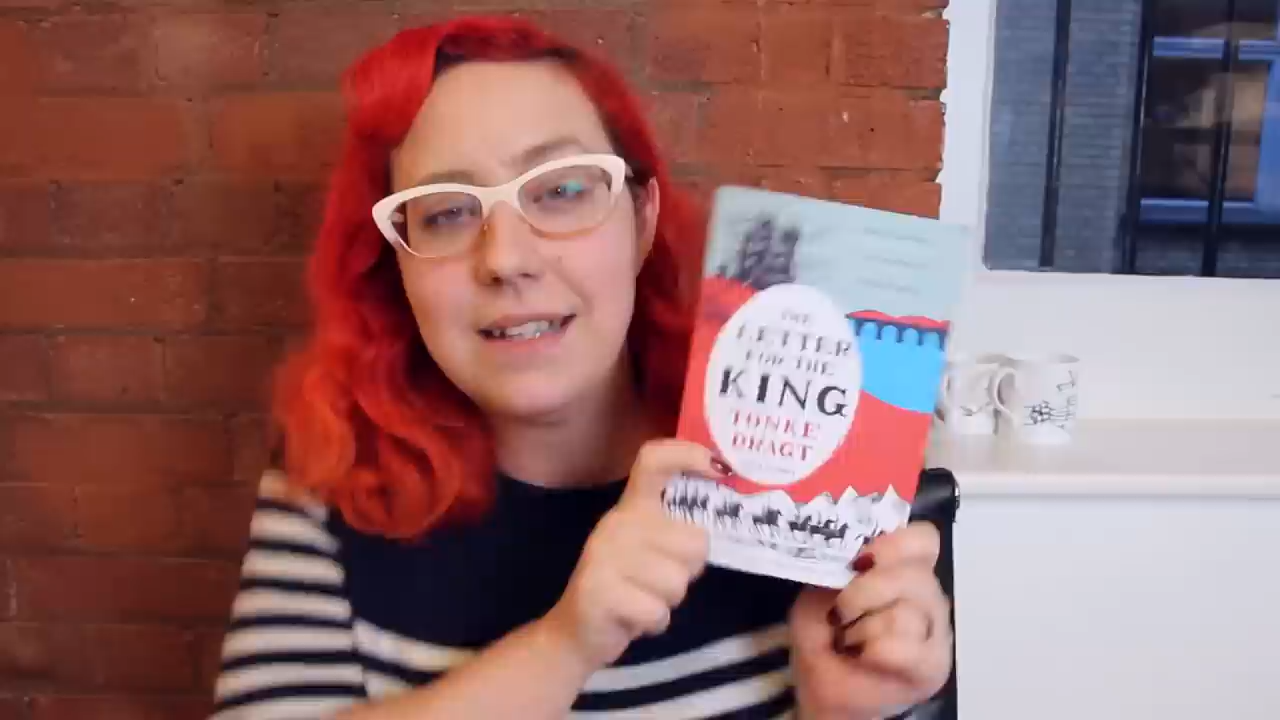 THE
LETTER
FOR THE
KING
TONKE
DRAGT